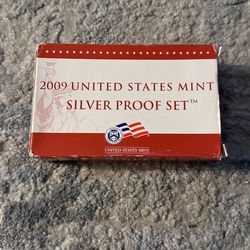 2009 UNITED STATES MINT
SILVER PROOF SET™
UNITED STATES MINT